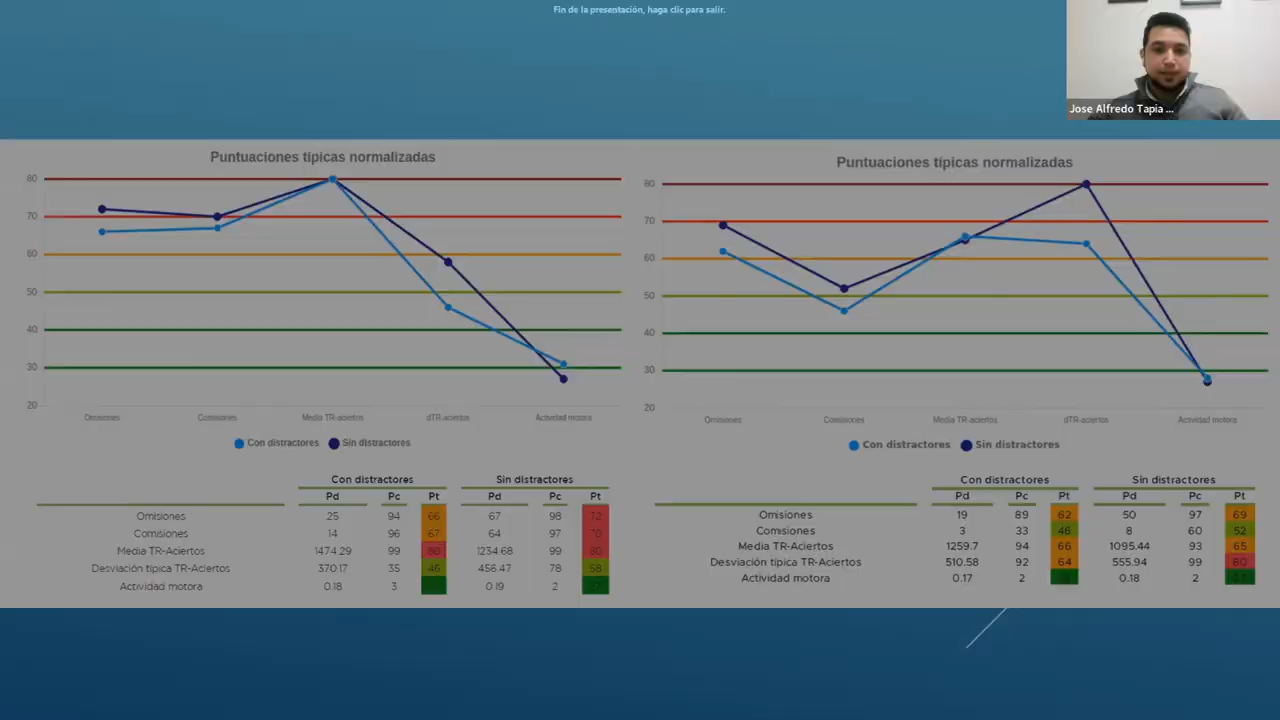 Fin de la presentación, haga clic para salir.
Jose Alfredo Tapia ...
Puntuaciones típicas normalizadas
80
70
60
50
40
30
20
Omisiones Comisiones Media TR-aciertos dTR-aciertos Actividad motora
Con distractores Sin distractores
Con distractores Sin distractores
Pd Pc Pt Pd Pc Pt
Omisiones 25 94 66 67 98 72
Comisiones 14 96 67 64 97 70
Media TR-Aciertos 1474.29 99 80 1234.68 99 80
Desviación típica TR-Aciertos 370.17 35 46 456.47 78 58
Actividad motora 0.18 3 0.19 2
Puntuaciones típicas normalizadas
80
70
60
50
40
30
20
Omisiones Comisiones Media TR-aciertos dTR-aciertos Actividad motora
Con distractores Sin distractores
Con distractores Sin distractores
Pd Pc Pt Pd Pc Pt
Omisiones 19 89 62 50 97 69
Comisiones 3 33 46 8 60 52
Media TR-Aciertos 1259.7 94 66 1095.44 93 65
Desviación típica TR-Aciertos 510.58 92 64 555.94 99 80
Actividad motora 0.17 2 0.18 2